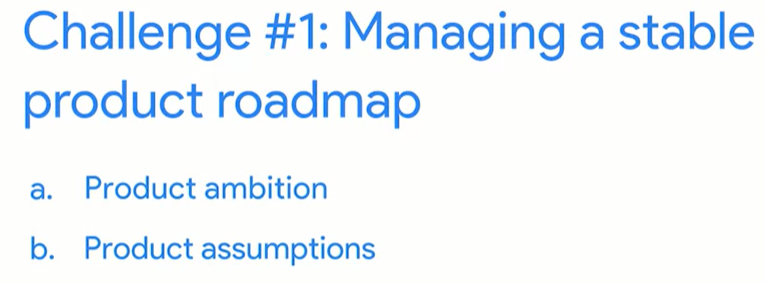 Challenge #1: Managing a stable
product roadmap
a. Product ambition
b. Product assumptions